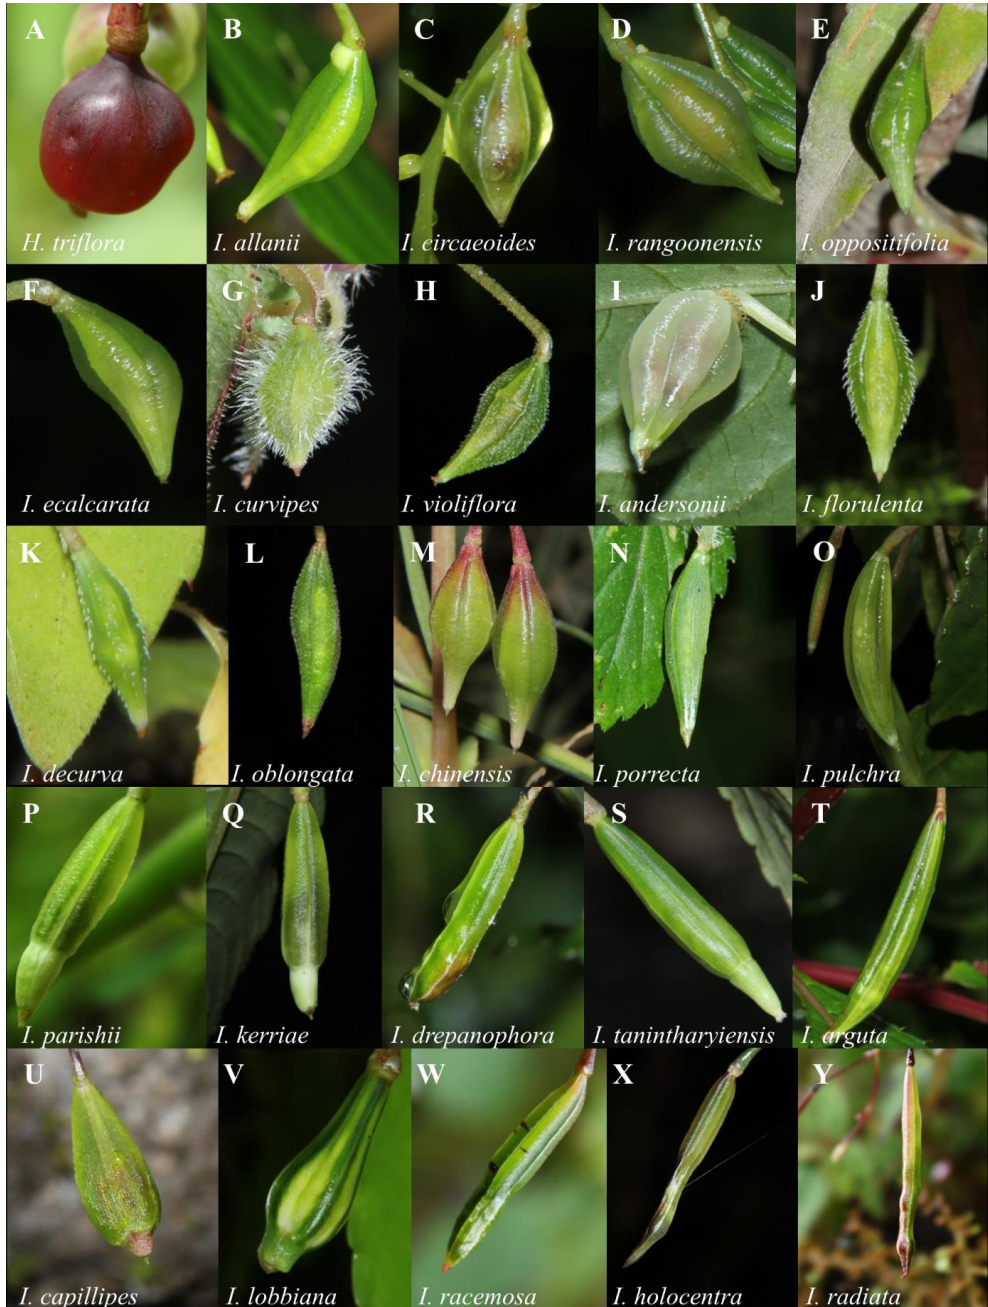 A B C D E
H. triflora I. allanii I. circaeoides I. rangoonensis I. oppositifolia
F G H I J
I. ecalcarata I. curvipes I. violiflora I. andersonii I. florulenta
K L M N O
I. decurva I. oblongata I. chinensis I. porrecta I. pulchra
P Q R S T
I. parishii I. kerriae I. drepanophora I. tanintharyiensis I. arguta
U V W X Y
I. capillipes I. lobbiana I. racemosa I. holocentra I. radiata